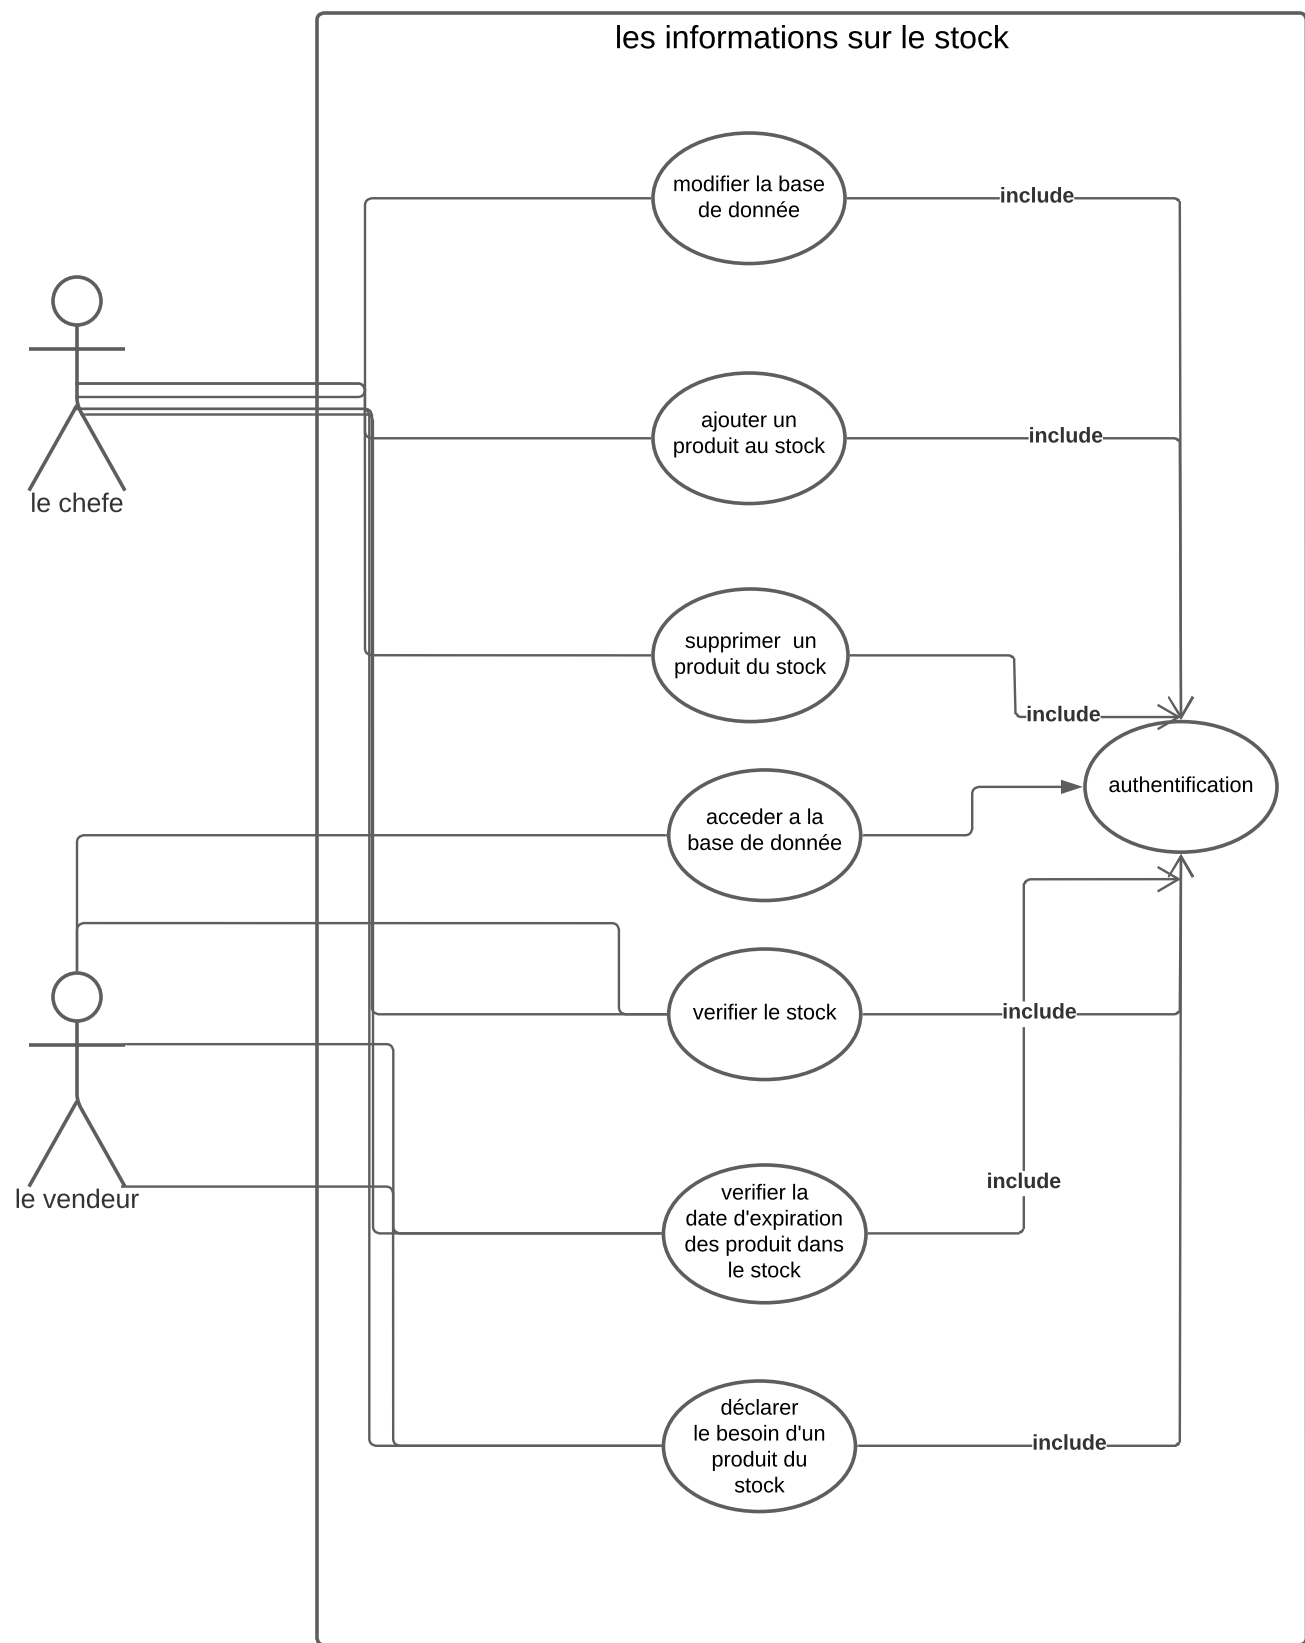 les informations sur le stock
modifier la base
de donnée
include
ajouter un
produit au stock
include
le chefe
supprimer  un
produit du stock
include
authentification
acceder a la
base de donnée
verifier le stock
include
le vendeur
verifier la
date d'expiration
des produit dans
le stock
include
déclarer
le besoin d'un
produit du
stock
include